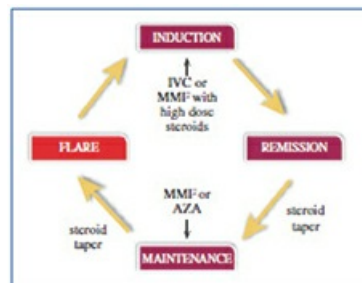 INDUCTION
IVC or
MMF with
high dose
steroids
FLARE
REMISSION
MMF or
AZA
steroid
taper
steroid
taper
MAINTENANCE